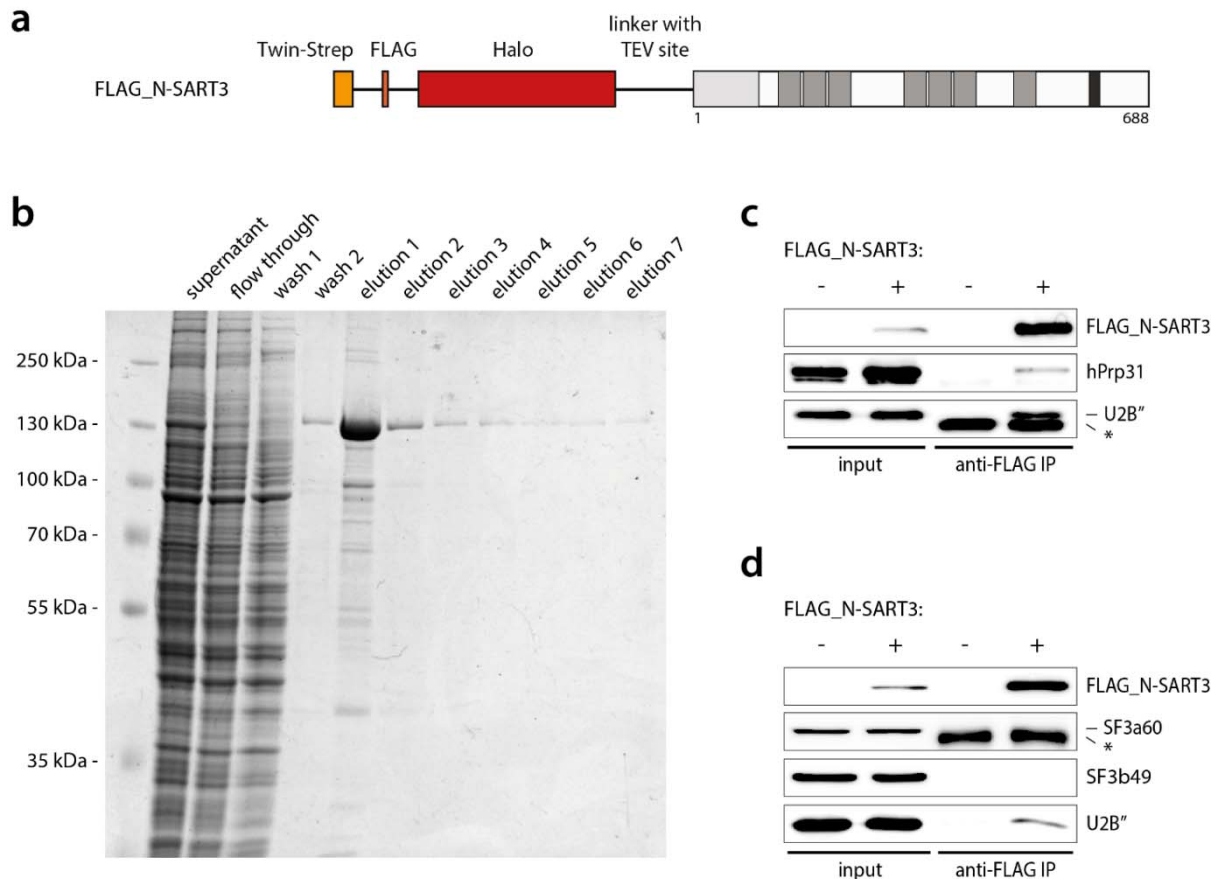 a
linker with
Twin-Strep FLAG Halo TEV site
FLAG_N-SART3
1 688
b
supernatant
flow through
wash 1
wash 2
elution 1
elution 2
elution 3
elution 4
elution 5
elution 6
elution 7
250 kDa -
130 kDa -
100 kDa -
70 kDa -
55 kDa -
35 kDa -
c
FLAG_N-SART3:
- + - +
FLAG_N-SART3
hPrp31
U2B″
*
input anti-FLAG IP
d
FLAG_N-SART3:
- + - +
FLAG_N-SART3
SF3a60
*
SF3b49
U2B″
input anti-FLAG IP